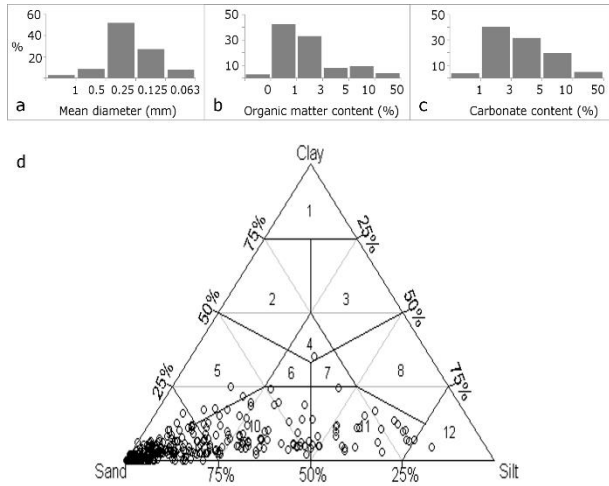 60
40
20
%
1 0.5 0.25 0.125 0.063
a Mean diameter (mm)
50
30
10
0 1 3 5 10 50
b Organic matter content (%)
50
30
10
1 3 5 10 50
c Carbonate content (%)
d
Clay
1
75% 25%
2 3
50% 50%
4
5 6 7 8
25% 75%
10 11 12
Sand 75% 50% 25% Silt